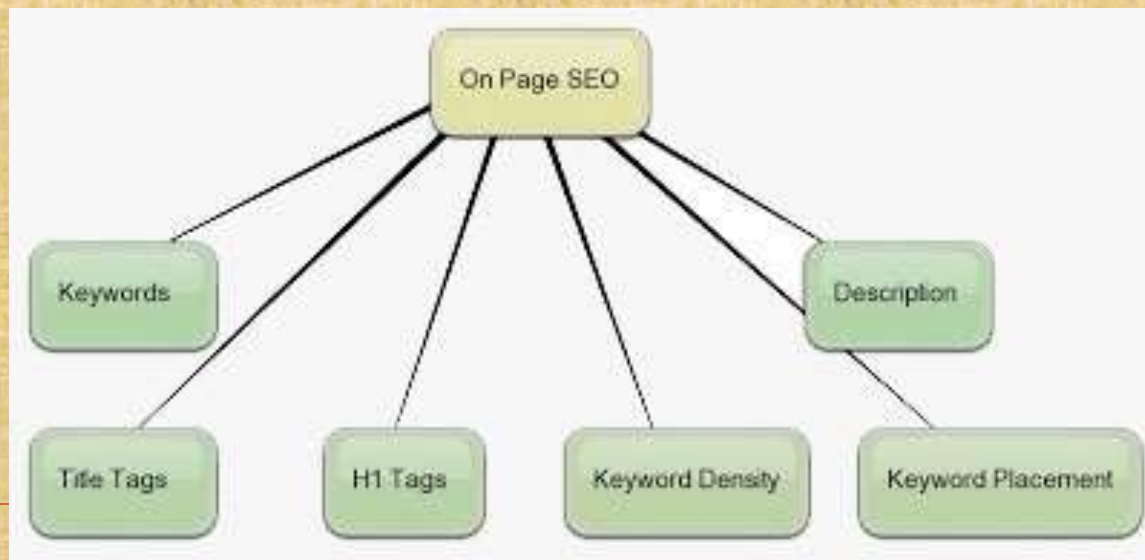 On Page SEO
Keywords
Description
Title Tags
H1 Tags
Keyword Density
Keyword Placement